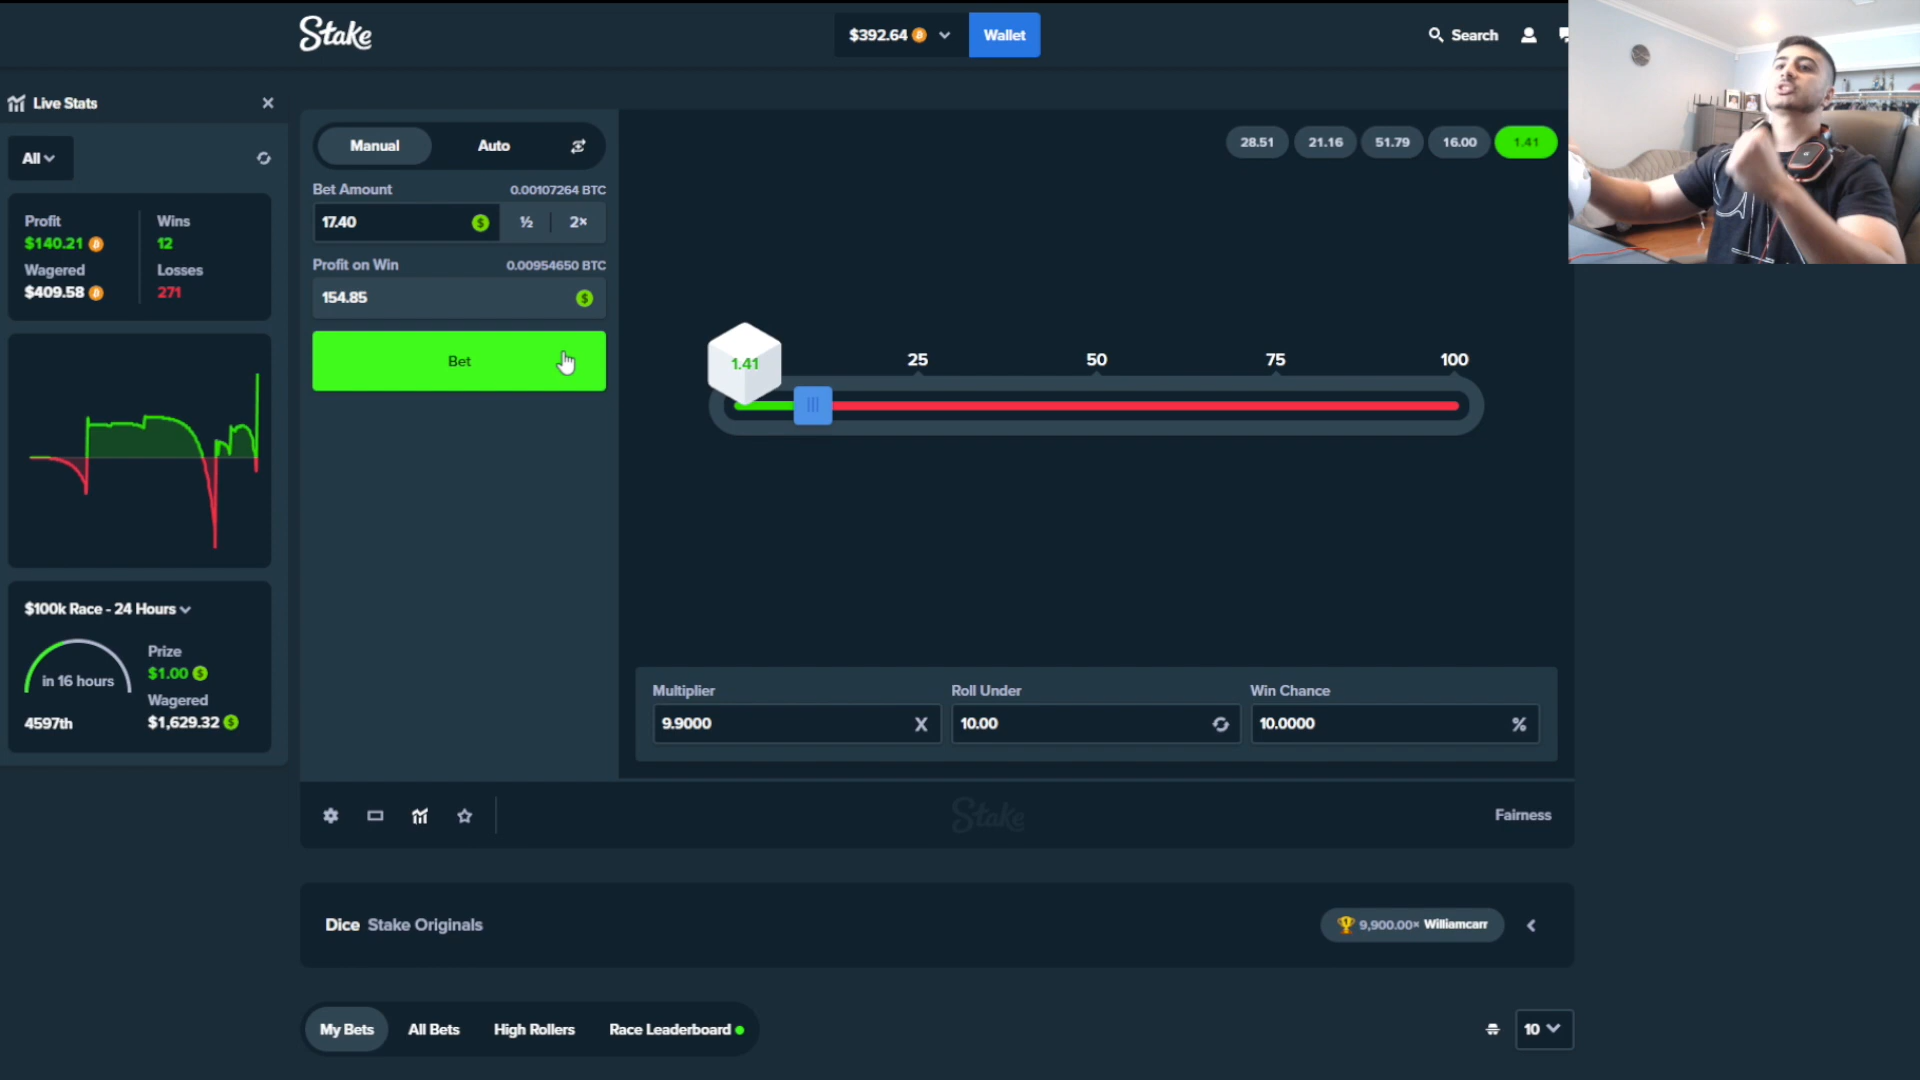 Stake
$392.64
Wallet
Search
Live Stats
All
Profit
$140.21
Wins
12
Wagered
$409.58
Losses
271
$100k Race - 24 Hours
in 16 hours
4597th
Prize
$1.00
Wagered
$1,629.32
Manual
Auto
Bet Amount
0.00107264 BTC
17.40
½
2×
Profit on Win
0.00954650 BTC
154.85
Bet
28.51
21.16
51.79
16.00
1.41
1.41
25
50
75
100
Multiplier
9.9000
Roll Under
10.00
Win Chance
10.0000
%
Stake
Fairness
Dice Stake Originals
9,900.00× Williamcarr
My Bets
All Bets
High Rollers
Race Leaderboard
10